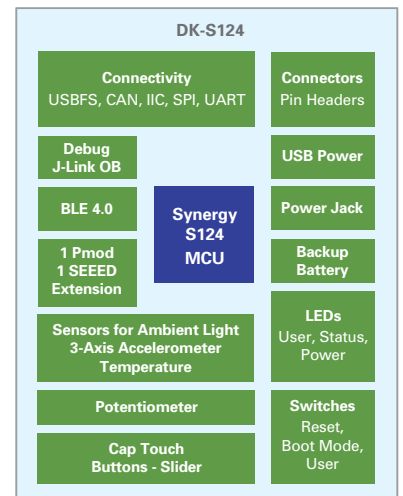 DK-S124
Connectivity
USBFS, CAN, IIC, SPI, UART
Connectors
Pin Headers
Debug
J-Link OB
USB Power
BLE 4.0
Synergy
S124
MCU
Power Jack
1 Pmod
1 SEEED
Extension
Backup
Battery
Sensors for Ambient Light
3-Axis Accelerometer
Temperature
LEDs
User, Status,
Power
Potentiometer
Switches
Reset,
Boot Mode,
User
Cap Touch
Buttons - Slider